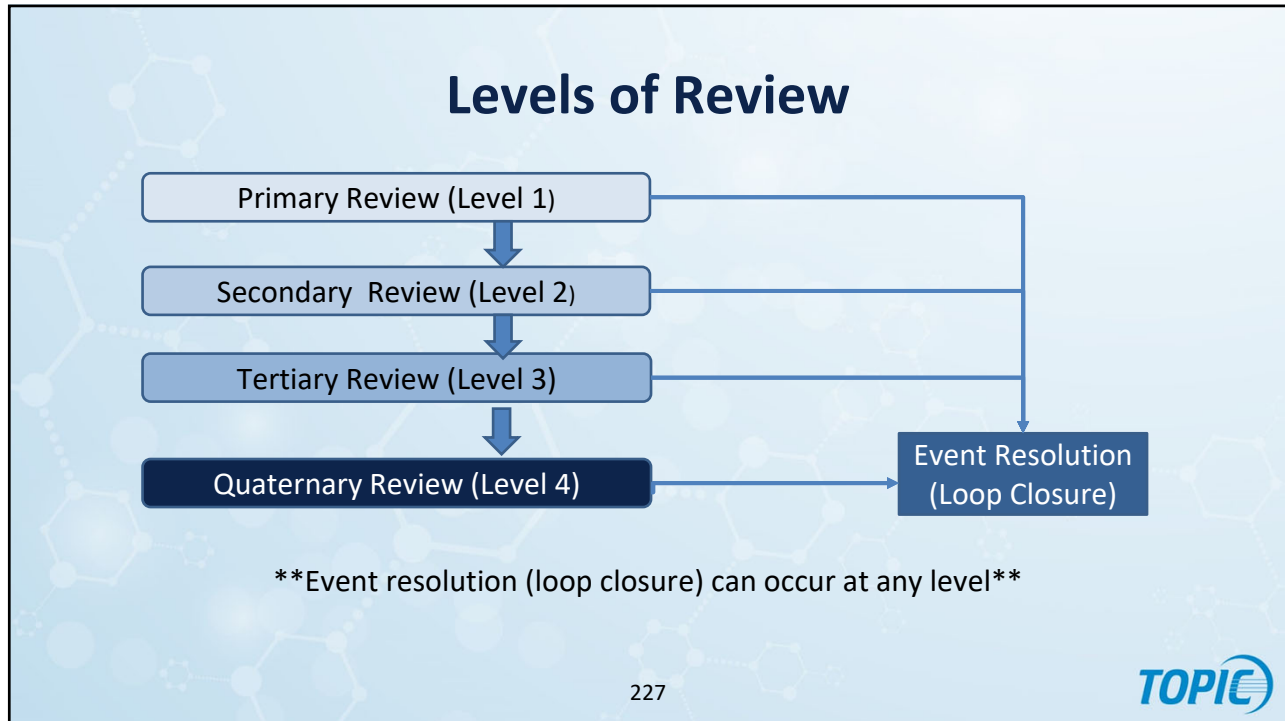 Levels of Review
Primary Review (Level 1)
Secondary  Review (Level 2)
Tertiary Review (Level 3)
Quaternary Review (Level 4)
Event Resolution
(Loop Closure)
**Event resolution (loop closure) can occur at any level**
227
TOPIC